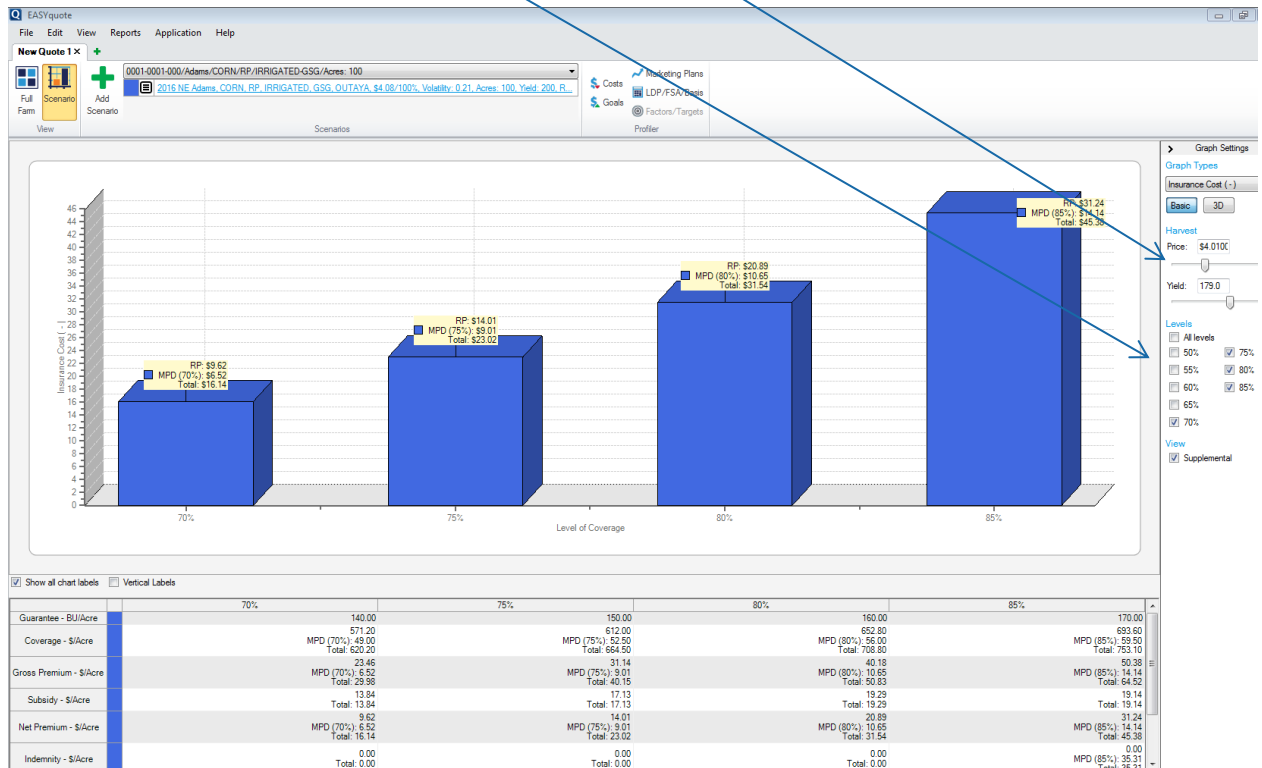 EASYquote
File Edit View Reports Application Help
New Quote 1 × +
Full Farm
Scenario
View
Add Scenario
0001-0001-000/Adams/CORN/RP/IRRIGATED-GSG/Acres: 100
2016 NE Adams, CORN, RP, IRRIGATED, GSG, OUTAYA, $4.08/100%, Volatility: 0.21, Acres: 100, Yield: 200, R...
Scenarios
Costs
Goals
Marketing Plans
LDP/FSA/Basis
Factors/Targets
Profiler
Insurance Cost ( - )
46
44
42
40
38
36
34
32
30
28
26
24
22
20
18
16
14
12
10
8
6
4
2
0
RP: $9.62
MPD (70%): $6.52
Total: $16.14
RP: $14.01
MPD (75%): $9.01
Total: $23.02
RP: $20.89
MPD (80%): $10.65
Total: $31.54
RP: $31.24
MPD (85%): $14.14
Total: $45.38
70% 75% 80% 85%
Level of Coverage
Graph Settings
Graph Types
Insurance Cost ( - )
Basic 3D
Harvest
Price: $4.010(
Yield: 179.0
Levels
All levels
50% 75%
55% 80%
60% 85%
65%
70%
View
Supplemental
Show all chart labels Vertical Labels
70% 75% 80% 85%
Guarantee - BU/Acre 140.00 150.00 160.00 170.00
Coverage - $/Acre
571.20 612.00 652.80 693.60
MPD (70%): 49.00 MPD (75%): 52.50 MPD (80%): 56.00 MPD (85%): 59.50
Total: 620.20 Total: 664.50 Total: 708.80 Total: 753.10
Gross Premium - $/Acre
23.46 31.14 40.18 50.38
MPD (70%): 6.52 MPD (75%): 9.01 MPD (80%): 10.65 MPD (85%): 14.14
Total: 29.98 Total: 40.15 Total: 50.83 Total: 64.52
Subsidy - $/Acre
13.84 17.13 19.29 19.14
Total: 13.84 Total: 17.13 Total: 19.29 Total: 19.14
Net Premium - $/Acre
9.62 14.01 20.89 31.24
MPD (70%): 6.52 MPD (75%): 9.01 MPD (80%): 10.65 MPD (85%): 14.14
Total: 16.14 Total: 23.02 Total: 31.54 Total: 45.38
Indemnity - $/Acre
0.00 0.00 0.00 0.00
Total: 0.00 Total: 0.00 Total: 0.00 MPD (85%): 35.31
Total: 35.31